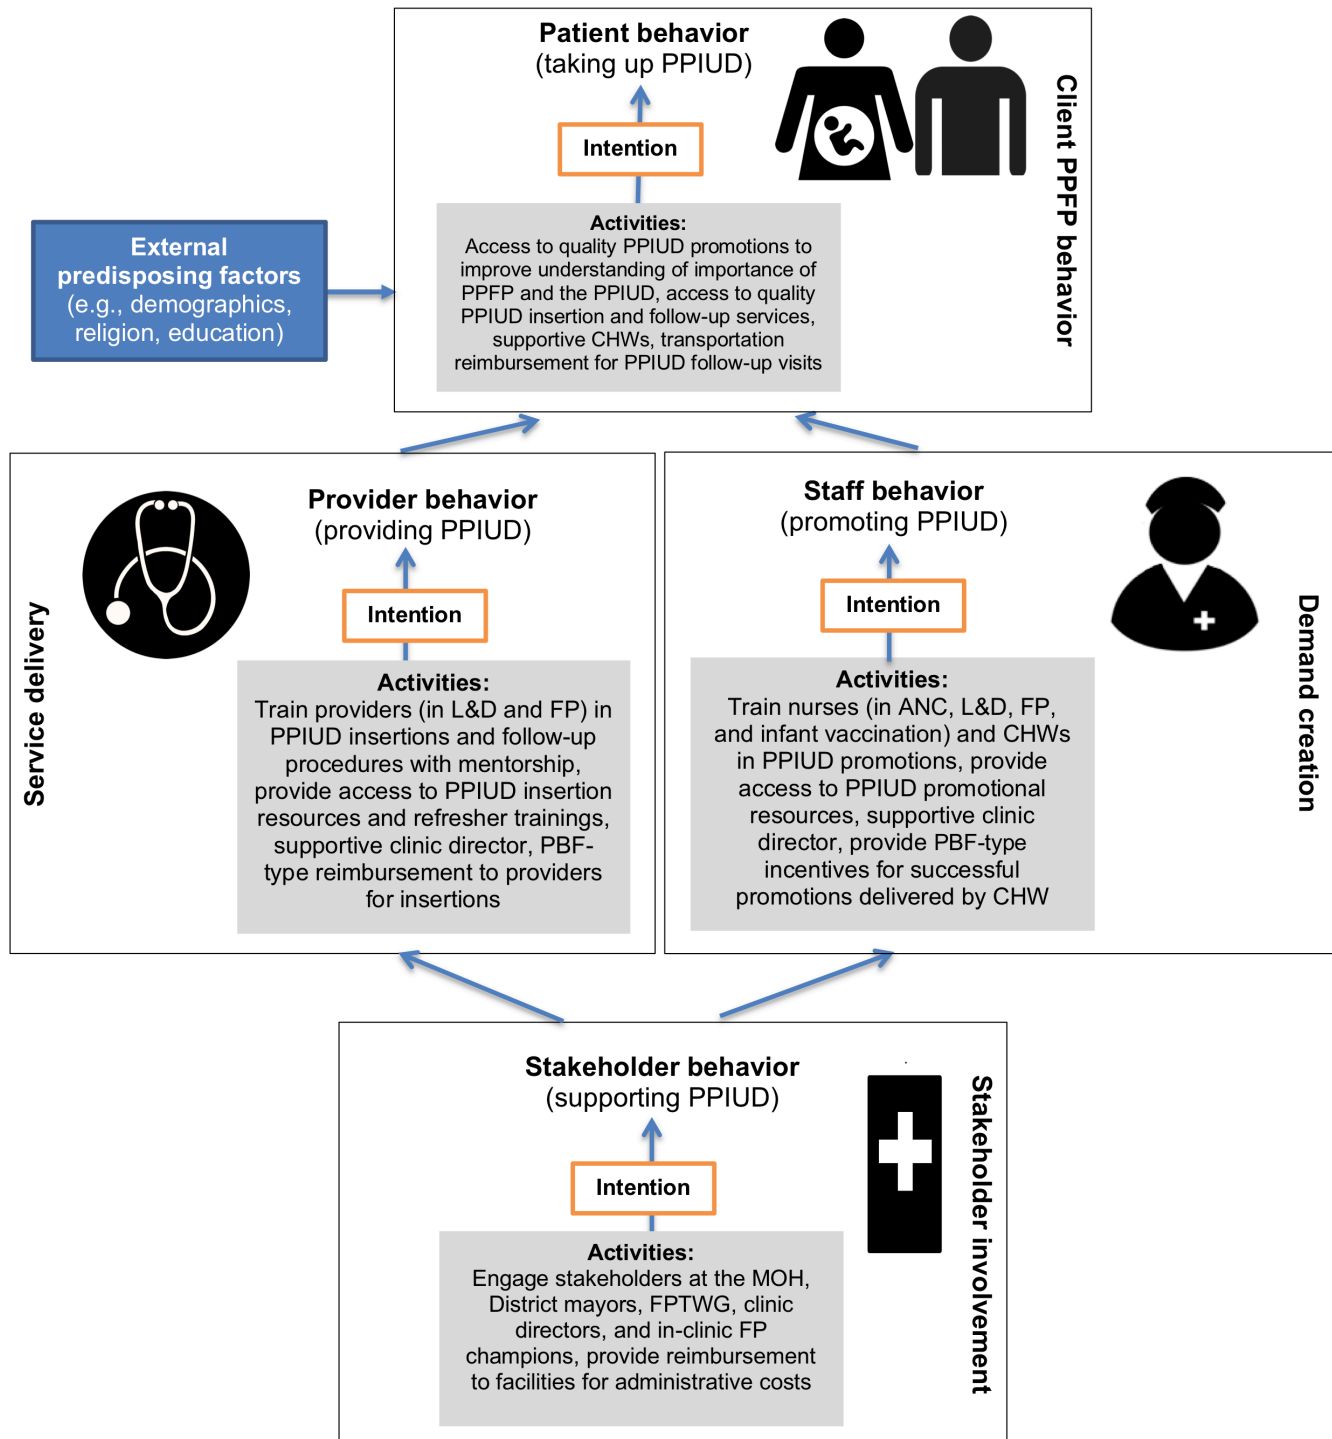 Patient behavior
(taking up PPIUD)
Intention
Activities:
Access to quality PPIUD promotions to
improve understanding of importance of
PPFP and the PPIUD, access to quality
PPIUD insertion and follow-up services,
supportive CHWs, transportation
reimbursement for PPIUD follow-up visits
Client PPFP behavior
External
predisposing factors
(e.g., demographics,
religion, education)
Service delivery
Provider behavior
(providing PPIUD)
Intention
Activities:
Train providers (in L&D and FP) in
PPIUD insertions and follow-up
procedures with mentorship,
provide access to PPIUD insertion
resources and refresher trainings,
supportive clinic director, PBF-
type reimbursement to providers
for insertions
Staff behavior
(promoting PPIUD)
Intention
Activities:
Train nurses (in ANC, L&D, FP,
and infant vaccination) and CHWs
in PPIUD promotions, provide
access to PPIUD promotional
resources, supportive clinic
director, provide PBF-type
incentives for successful
promotions delivered by CHW
Demand creation
Stakeholder behavior
(supporting PPIUD)
Intention
Activities:
Engage stakeholders at the MOH,
District mayors, FPTWG, clinic
directors, and in-clinic FP
champions, provide reimbursement
to facilities for administrative costs
Stakeholder involvement